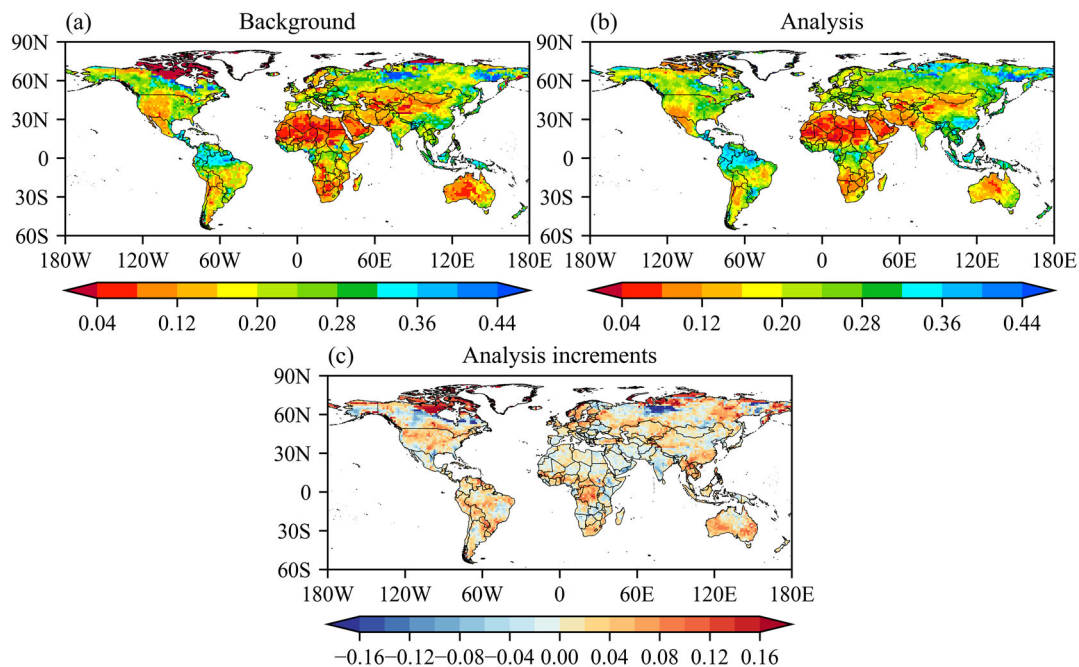 (a) Background
(b) Analysis
90N
60N
30N
0
30S
60S
180W 120W 60W 0 60E 120E 180E
0.04 0.12 0.20 0.28 0.36 0.44
90N
60N
30N
0
30S
60S
180W 120W 60W 0 60E 120E 180E
0.04 0.12 0.20 0.28 0.36 0.44
(c) Analysis increments
90N
60N
30N
0
30S
60S
180W 120W 60W 0 60E 120E 180E
−0.16 −0.12 −0.08 −0.04 0.00 0.04 0.08 0.12 0.16